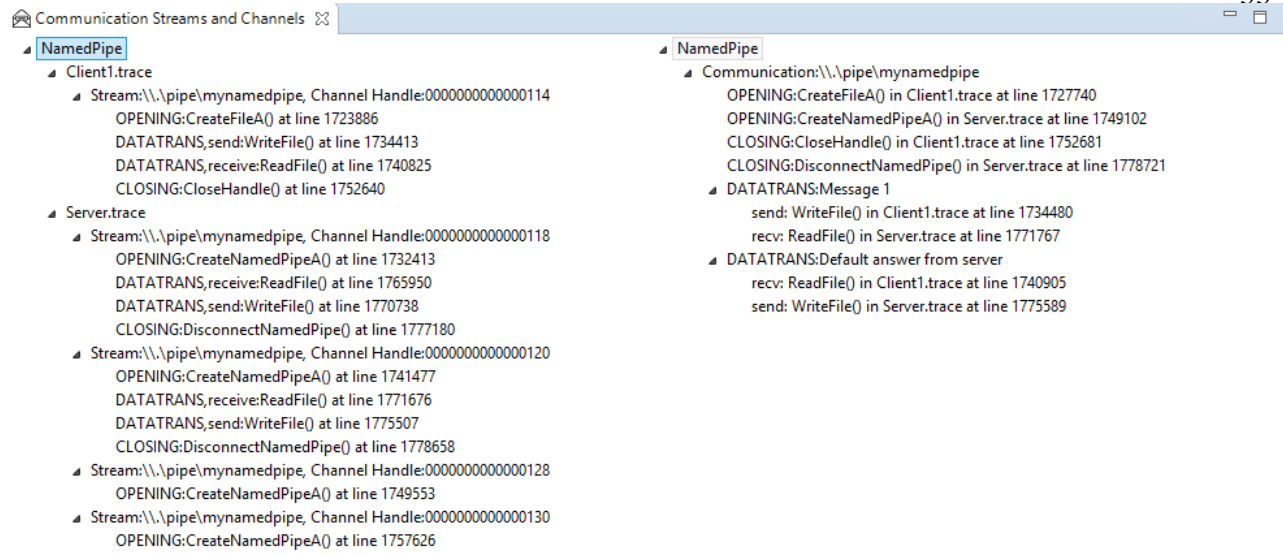 Communication Streams and Channels
NamedPipe
Client1.trace
Stream:\\.\pipe\mynamedpipe, Channel Handle:0000000000000114
OPENING:CreateFileA() at line 1723886
DATATRANS,send:WriteFile() at line 1734413
DATATRANS,receive:ReadFile() at line 1740825
CLOSING:CloseHandle() at line 1752640
Server.trace
Stream:\\.\pipe\mynamedpipe, Channel Handle:0000000000000118
OPENING:CreateNamedPipeA() at line 1732413
DATATRANS,receive:ReadFile() at line 1765950
DATATRANS,send:WriteFile() at line 1770738
CLOSING:DisconnectNamedPipe() at line 1777180
Stream:\\.\pipe\mynamedpipe, Channel Handle:0000000000000120
OPENING:CreateNamedPipeA() at line 1741477
DATATRANS,receive:ReadFile() at line 1771676
DATATRANS,send:WriteFile() at line 1775507
CLOSING:DisconnectNamedPipe() at line 1778658
Stream:\\.\pipe\mynamedpipe, Channel Handle:0000000000000128
OPENING:CreateNamedPipeA() at line 1749553
Stream:\\.\pipe\mynamedpipe, Channel Handle:0000000000000130
OPENING:CreateNamedPipeA() at line 1757626
NamedPipe
Communication:\\.\pipe\mynamedpipe
OPENING:CreateFileA() in Client1.trace at line 1727740
OPENING:CreateNamedPipeA() in Server.trace at line 1749102
CLOSING:CloseHandle() in Client1.trace at line 1752681
CLOSING:DisconnectNamedPipe() in Server.trace at line 1778721
DATATRANS:Message 1
send: WriteFile() in Client1.trace at line 1734480
recv: ReadFile() in Server.trace at line 1771767
DATATRANS:Default answer from server
recv: ReadFile() in Client1.trace at line 1740905
send: WriteFile() in Server.trace at line 1775589